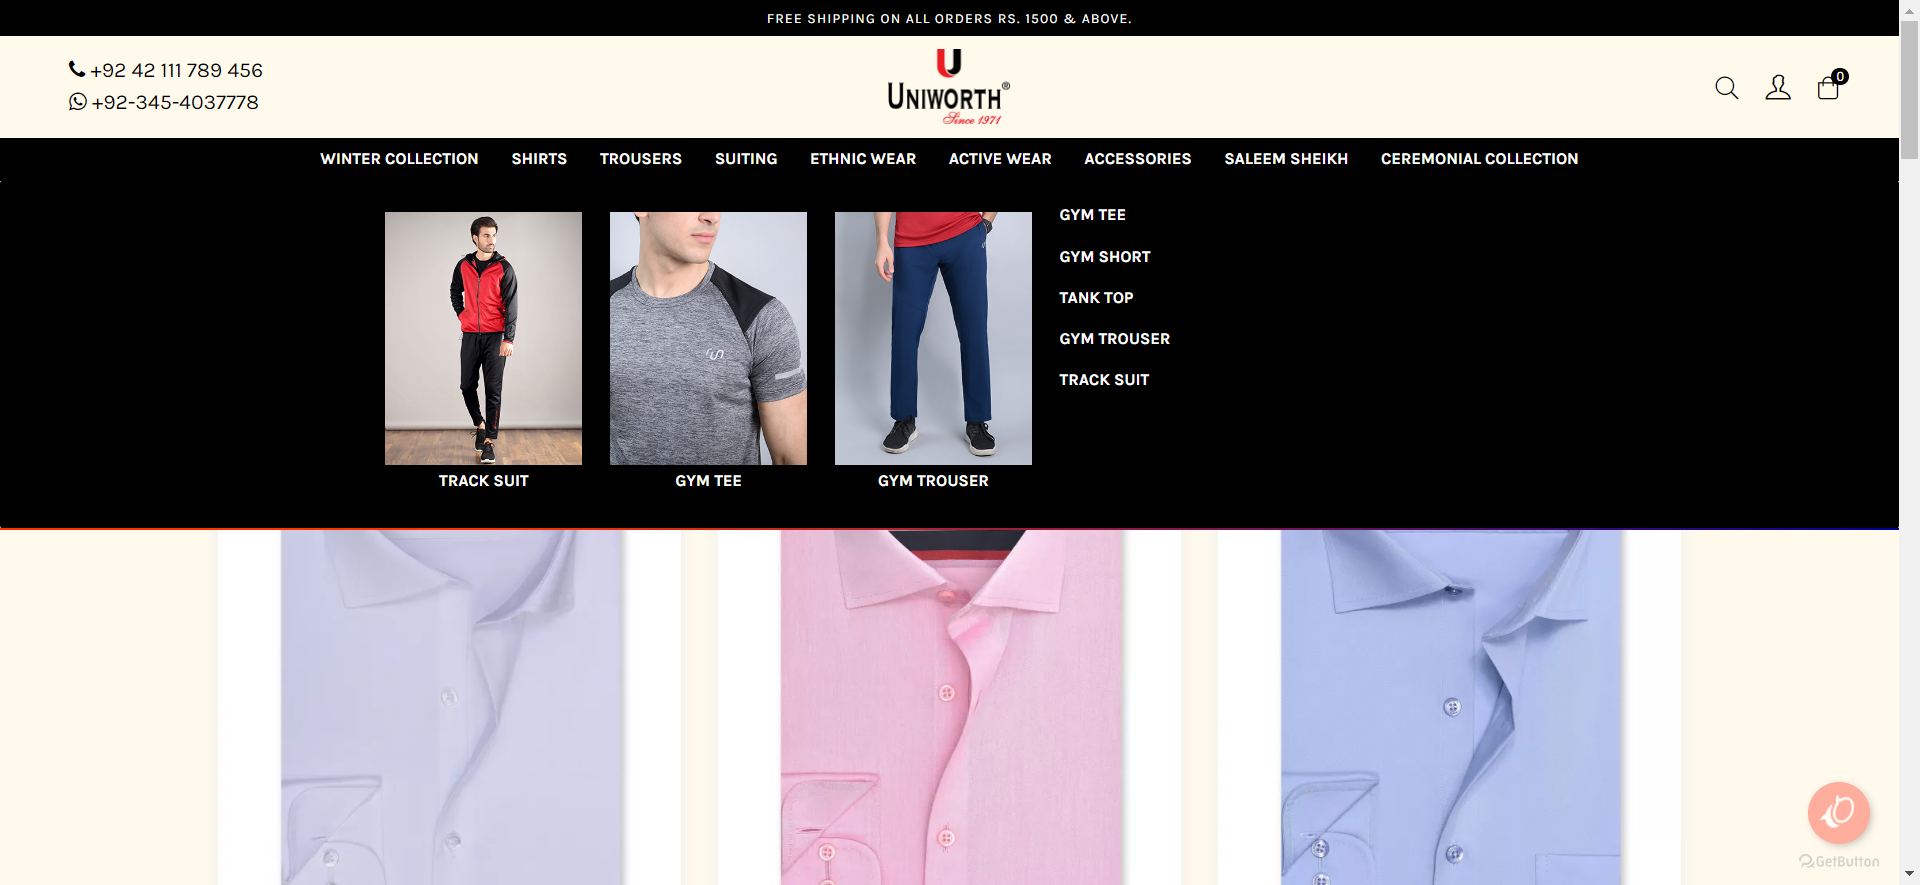 FREE SHIPPING ON ALL ORDERS RS. 1500 & ABOVE.
+92 42 111 789 456
+92-345-4037778
U
UNIWORTH®
Since 1971
0
WINTER COLLECTION SHIRTS TROUSERS SUITING ETHNIC WEAR ACTIVE WEAR ACCESSORIES SALEEM SHEIKH CEREMONIAL COLLECTION
TRACK SUIT
GYM TEE
GYM TROUSER
GYM TEE
GYM SHORT
TANK TOP
GYM TROUSER
TRACK SUIT
GetButton